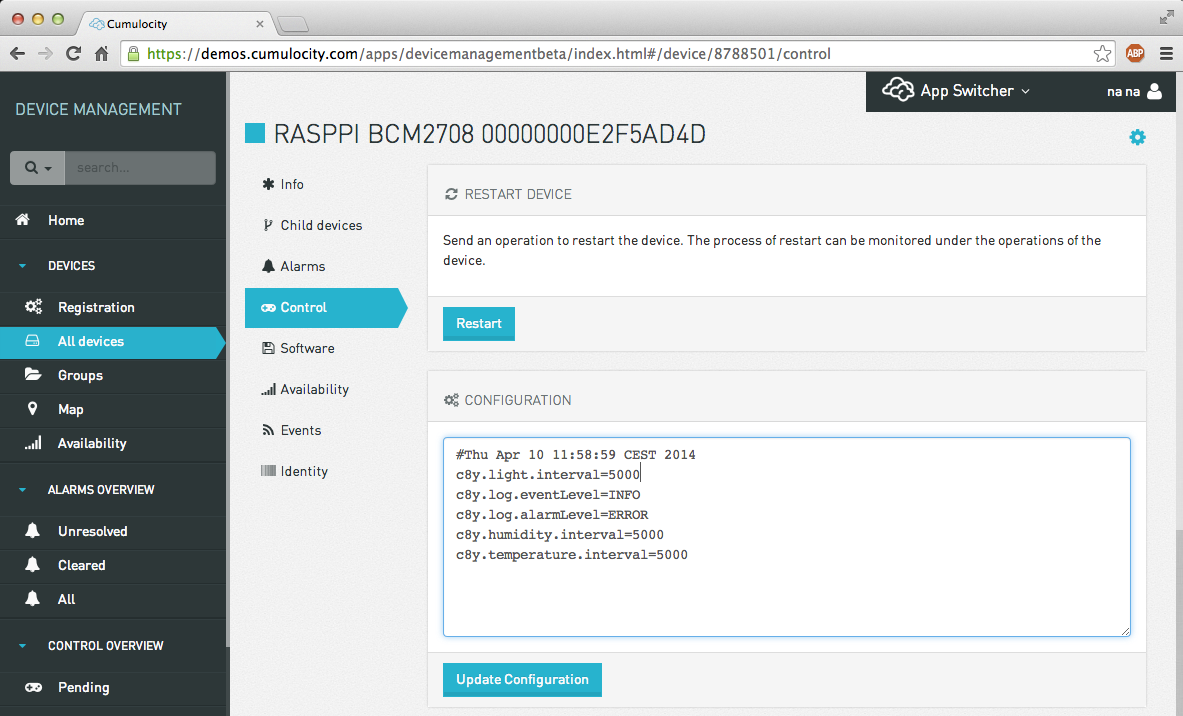 Cumulocity
https://demos.cumulocity.com/apps/devicemanagementbeta/index.html#/device/8788501/control
ABP
DEVICE MANAGEMENT
search...
Home
DEVICES
Registration
All devices
Groups
Map
Availability
ALARMS OVERVIEW
Unresolved
Cleared
All
CONTROL OVERVIEW
Pending
App Switcher
na na
RASPPI BCM2708 00000000E2F5AD4D
Info
Child devices
Alarms
Control
Software
Availability
Events
Identity
RESTART DEVICE
Send an operation to restart the device. The process of restart can be monitored under the operations of the
device.
Restart
CONFIGURATION
#Thu Apr 10 11:58:59 CEST 2014
c8y.light.interval=5000
c8y.log.eventLevel=INFO
c8y.log.alarmLevel=ERROR
c8y.humidity.interval=5000
c8y.temperature.interval=5000
Update Configuration